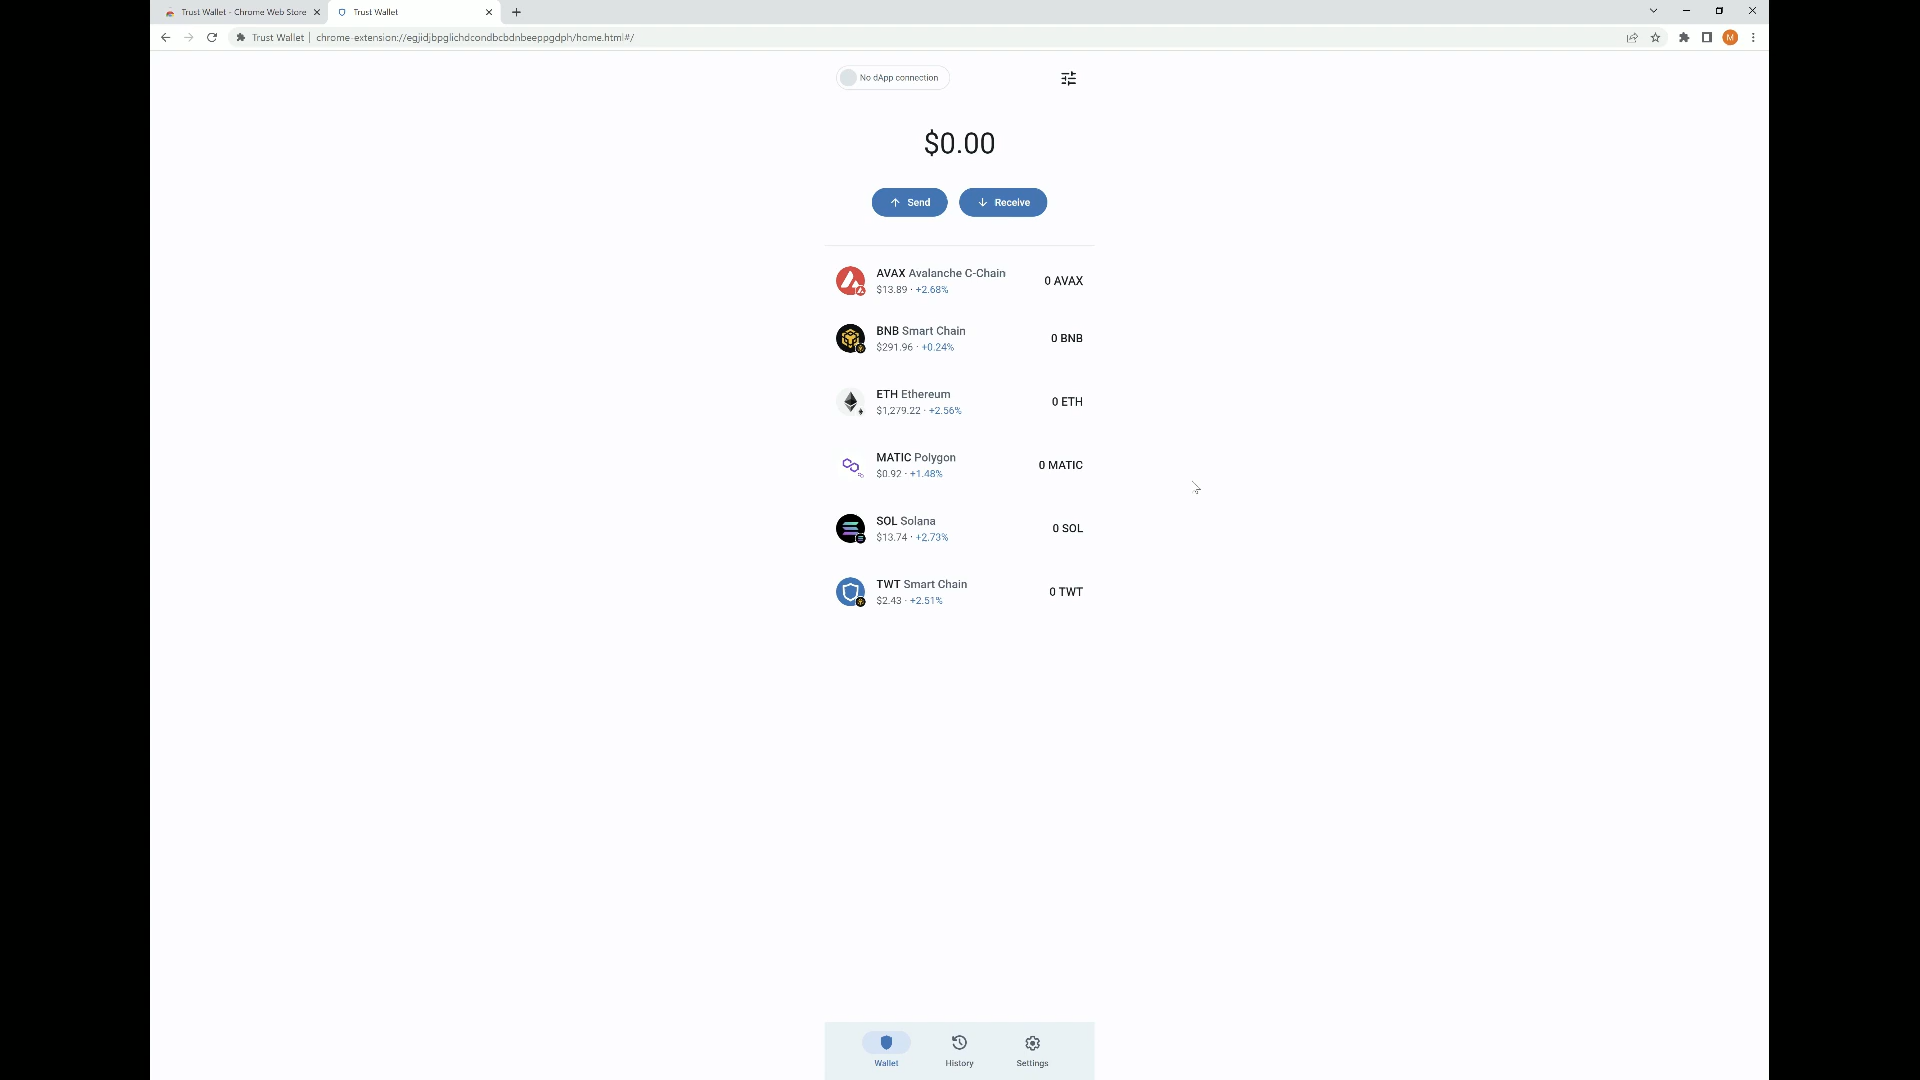 Trust Wallet - Chrome Web Store
Trust Wallet
Trust Wallet | chrome-extension://egjidjbpglichdcondbcbdnbeeppgdph/home.html#/
M
No dApp connection
$0.00
Send
Receive
AVAX Avalanche C-Chain
$13.89 · +2.68%
0 AVAX
BNB Smart Chain
$291.96 · +0.24%
0 BNB
ETH Ethereum
$1,279.22 · +2.56%
0 ETH
MATIC Polygon
$0.92 · +1.48%
0 MATIC
SOL Solana
$13.74 · +2.73%
0 SOL
TWT Smart Chain
$2.43 · +2.51%
0 TWT
Wallet
History
Settings